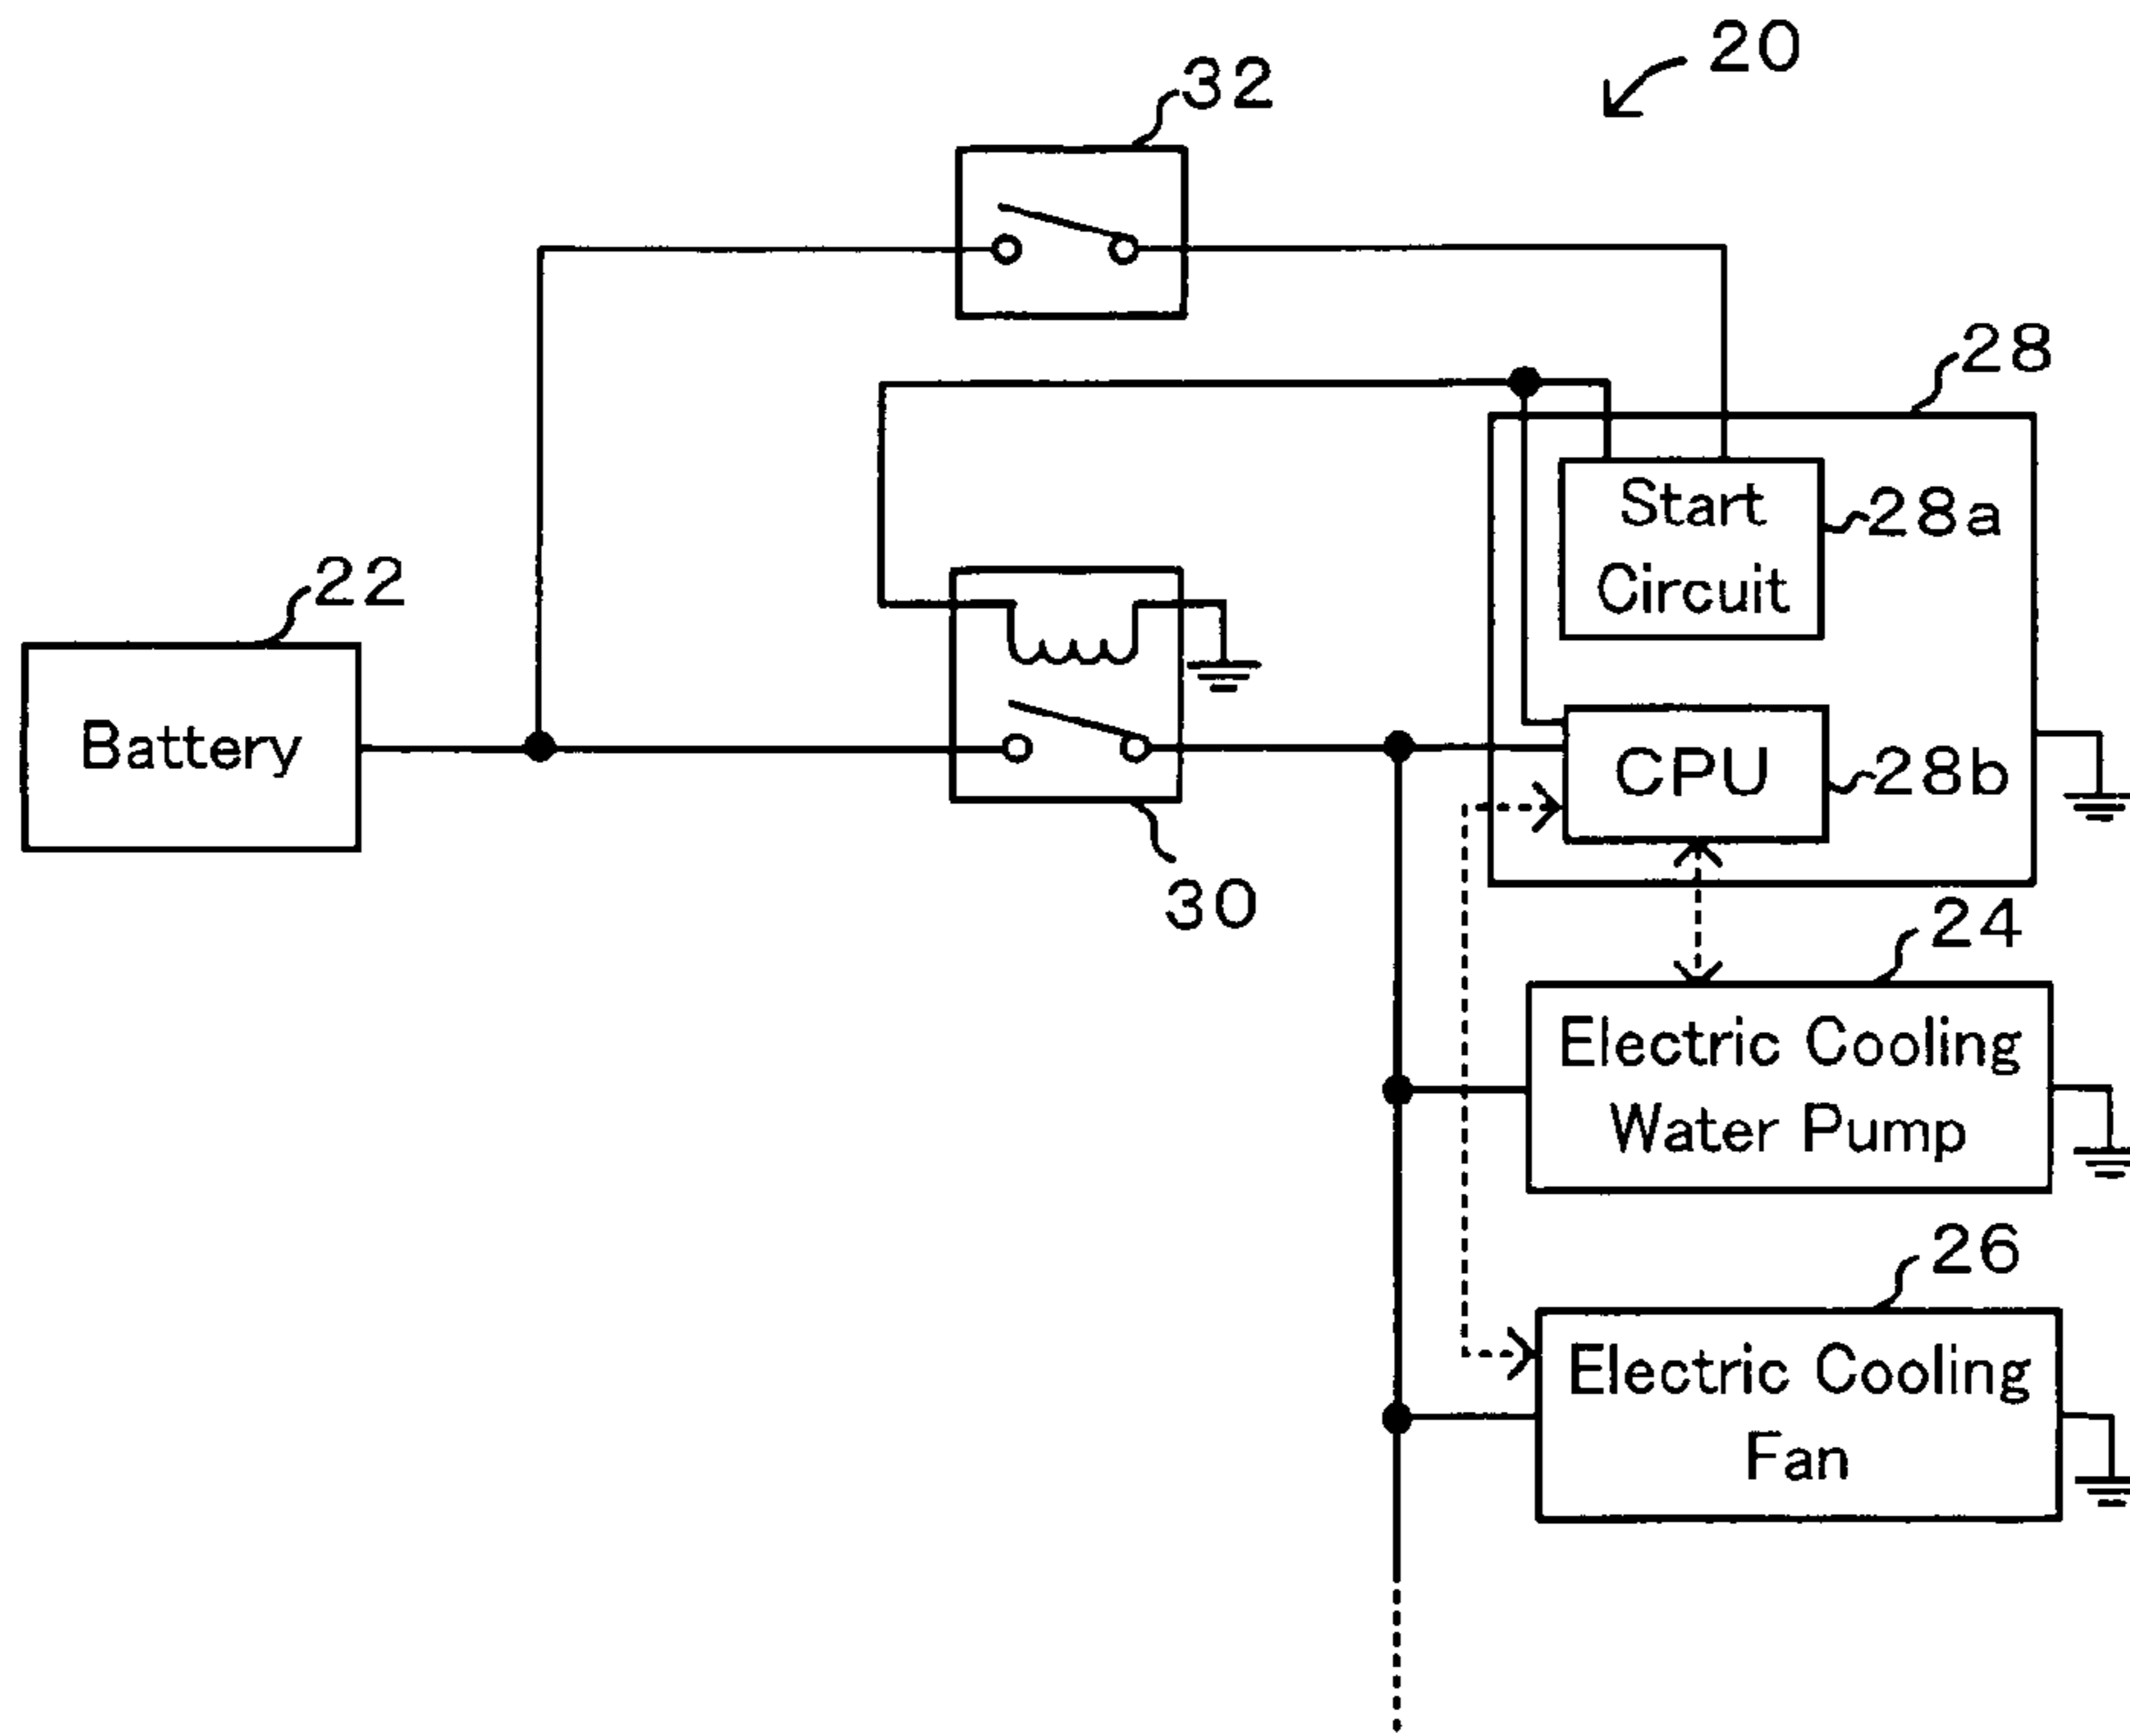 20
32
28
Start
Circuit
28a
22
Battery
CPU
28b
30
24
Electric Cooling
Water Pump
26
Electric Cooling
Fan